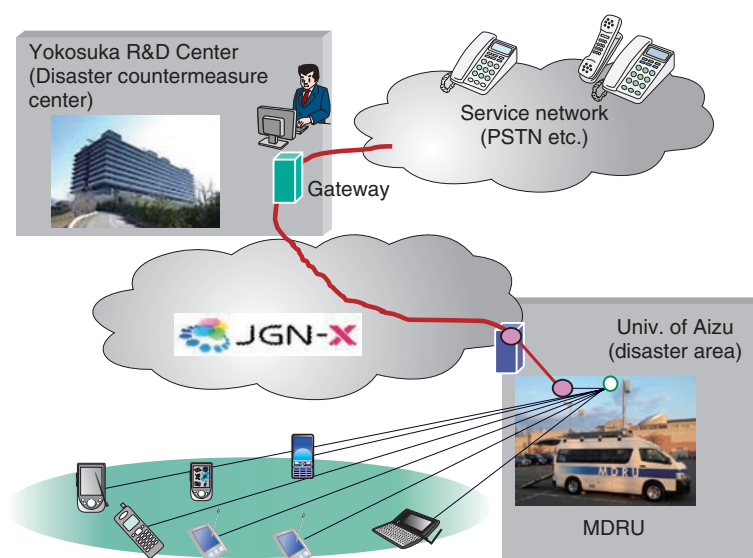 Yokosuka R&D Center
(Disaster countermeasure
center)
Service network
(PSTN etc.)
Gateway
JGN-X
Univ. of Aizu
(disaster area)
MDRU
MDRU